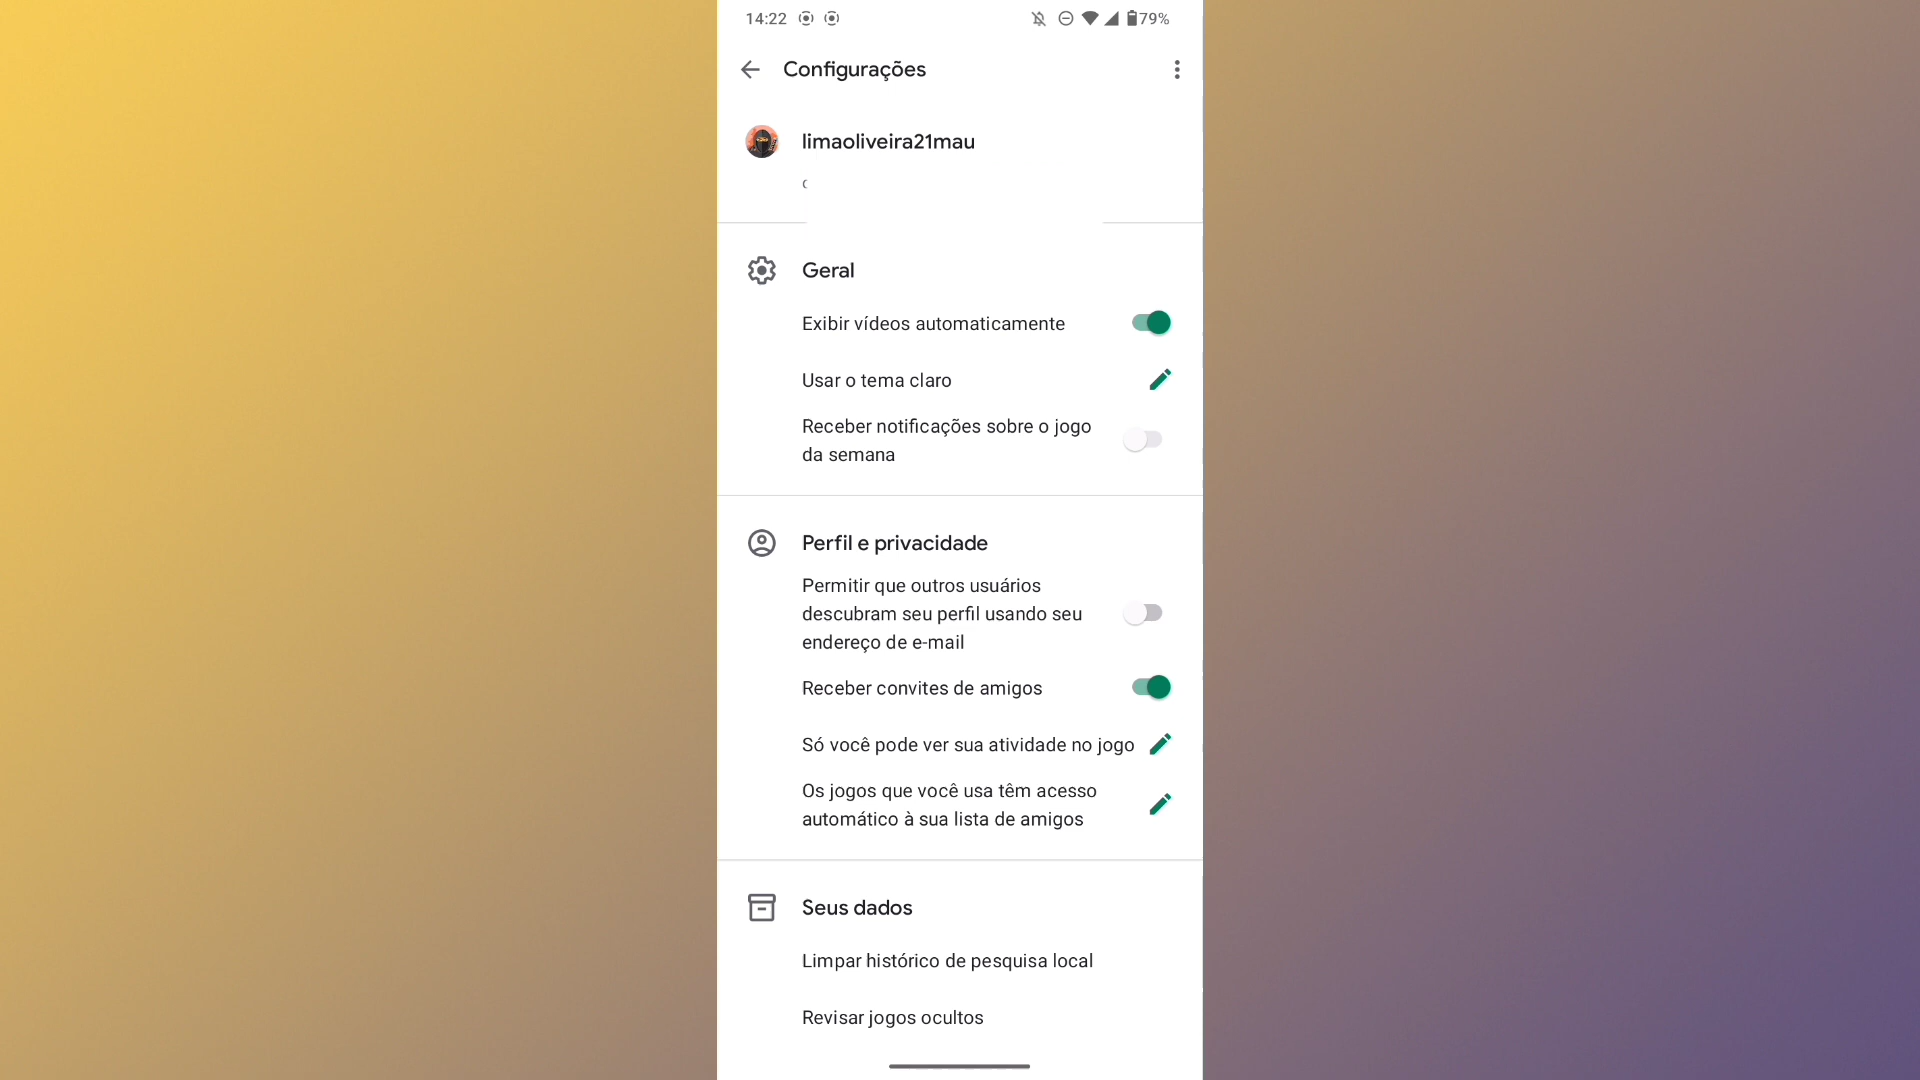 14:22 79%
Configurações
limaoliveira21mau
Geral
Exibir vídeos automaticamente
Usar o tema claro
Receber notificações sobre o jogo
da semana
Perfil e privacidade
Permitir que outros usuários
descubram seu perfil usando seu
endereço de e-mail
Receber convites de amigos
Só você pode ver sua atividade no jogo
Os jogos que você usa têm acesso
automático à sua lista de amigos
Seus dados
Limpar histórico de pesquisa local
Revisar jogos ocultos